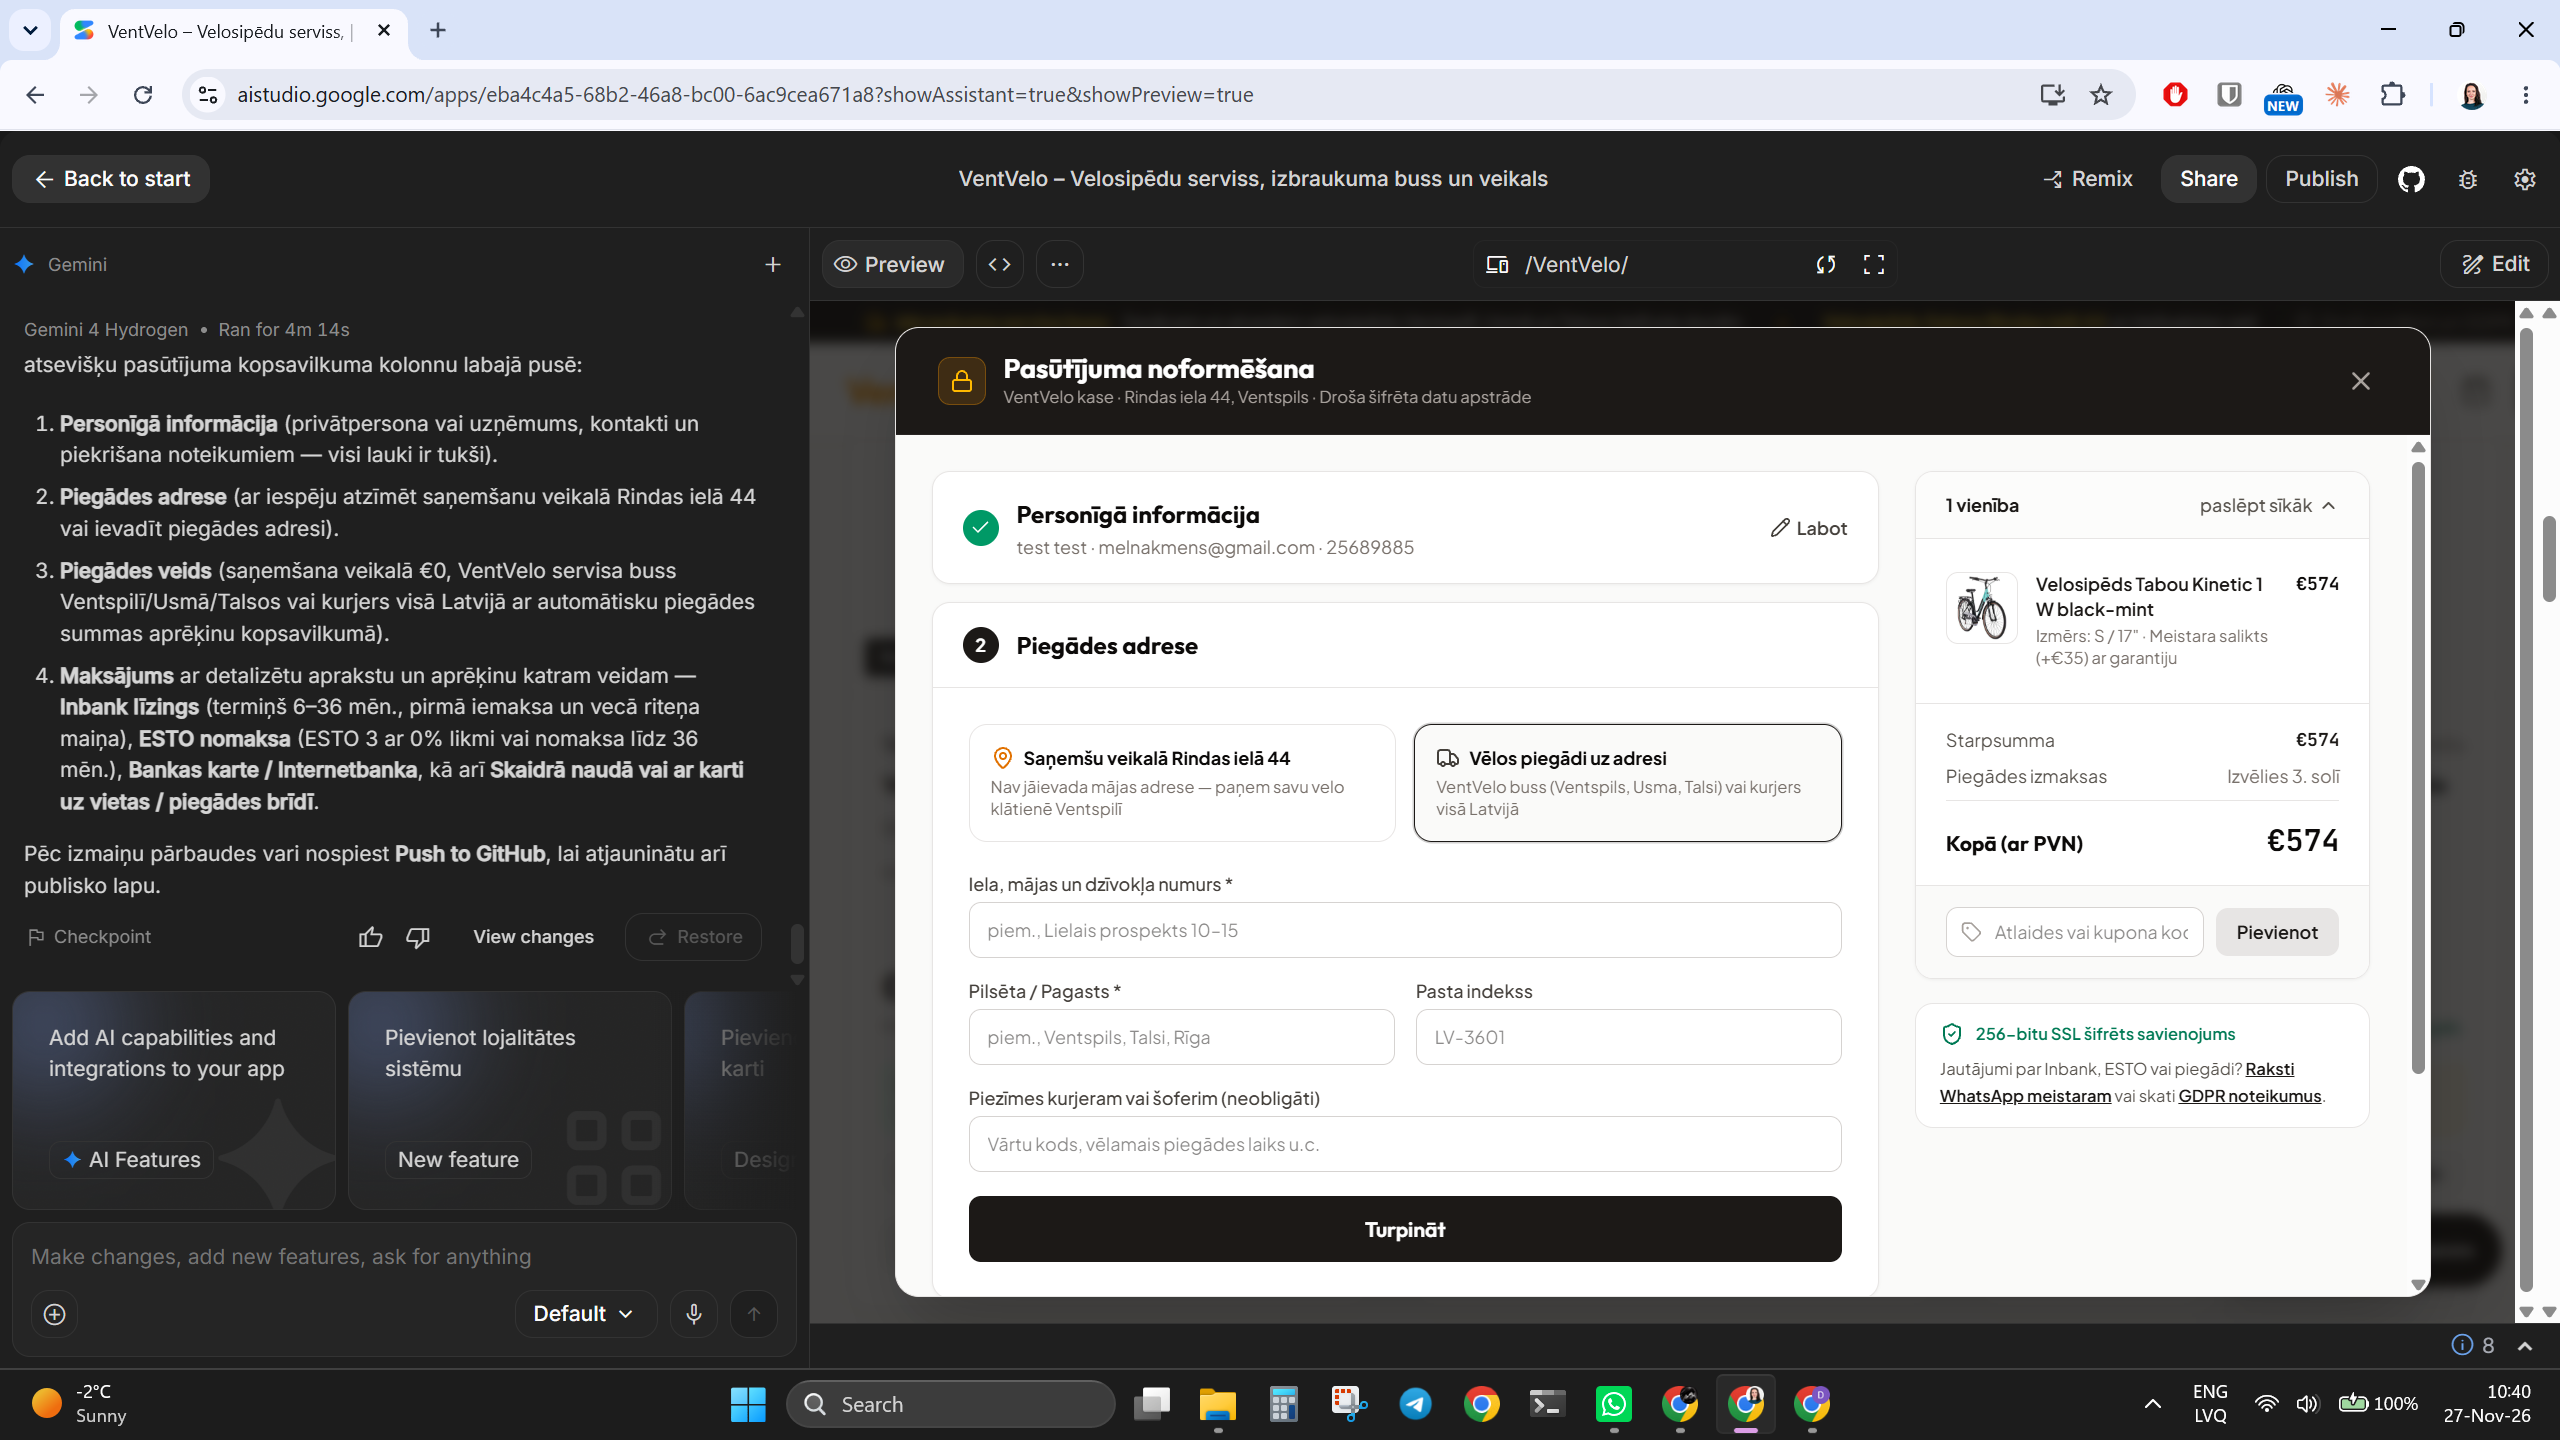 VentVelo – Velosipēdu serviss,
aistudio.google.com/apps/eba4c4a5-68b2-46a8-bc00-6ac9cea671a8?showAssistant=true&showPreview=true
NEW
Back to start
VentVelo – Velosipēdu serviss, izbraukuma buss un veikals
Remix
Share
Publish
Gemini
Preview
/VentVelo/
Edit
Gemini 4 Hydrogen • Ran for 4m 14s
atsevišķu pasūtījuma kopsavilkuma kolonnu labajā pusē:
1. Personīgā informācija (privātpersona vai uzņēmums, kontakti un
piekrišana noteikumiem — visi lauki ir tukši).
2. Piegādes adrese (ar iespēju atzīmēt saņemšanu veikalā Rindas ielā 44
vai ievadīt piegādes adresi).
3. Piegādes veids (saņemšana veikalā €0, VentVelo servisa buss
Ventspilī/Usmā/Talsos vai kurjers visā Latvijā ar automātisku piegādes
summas aprēķinu kopsavilkumā).
4. Maksājums ar detalizētu aprakstu un aprēķinu katram veidam —
Inbank līzings (termiņš 6–36 mēn., pirmā iemaksa un vecā riteņa
maiņa), ESTO nomaksa (ESTO 3 ar 0% likmi vai nomaksa līdz 36
mēn.), Bankas karte / Internetbanka, kā arī Skaidrā naudā vai ar karti
uz vietas / piegādes brīdī.
Pēc izmaiņu pārbaudes vari nospiest Push to GitHub, lai atjauninātu arī
publisko lapu.
Checkpoint
View changes
Restore
Add AI capabilities and
integrations to your app
AI Features
Pievienot lojalitātes
sistēmu
New feature
Pievien
karti
Desig
Make changes, add new features, ask for anything
Default
Pasūtījuma noformēšana
VentVelo kase · Rindas iela 44, Ventspils · Droša šifrēta datu apstrāde
Personīgā informācija
test test · melnakmens@gmail.com · 25689885
Labot
2 Piegādes adrese
Saņemšu veikalā Rindas ielā 44
Nav jāievada mājas adrese — paņem savu velo
klātienē Ventspilī
Vēlos piegādi uz adresi
VentVelo buss (Ventspils, Usma, Talsi) vai kurjers
visā Latvijā
Iela, mājas un dzīvokļa numurs *
piem., Lielais prospekts 10–15
Pilsēta / Pagasts *
Pasta indekss
piem., Ventspils, Talsi, Rīga
LV-3601
Piezīmes kurjeram vai šoferim (neobligāti)
Vārtu kods, vēlamais piegādes laiks u.c.
Turpināt
1 vienība
paslēpt sīkāk
Velosipēds Tabou Kinetic 1
W black-mint
€574
Izmērs: S / 17" · Meistara salikts
(+€35) ar garantiju
Starpsumma €574
Piegādes izmaksas Izvēlies 3. solī
Kopā (ar PVN) €574
Atlaides vai kupona koc
Pievienot
256-bitu SSL šifrēts savienojums
Jautājumi par Inbank, ESTO vai piegādi? Raksti
WhatsApp meistaram vai skati GDPR noteikumus.
8
-2°C
Sunny
Search
ENG
LVQ
100%
10:40
27-Nov-26